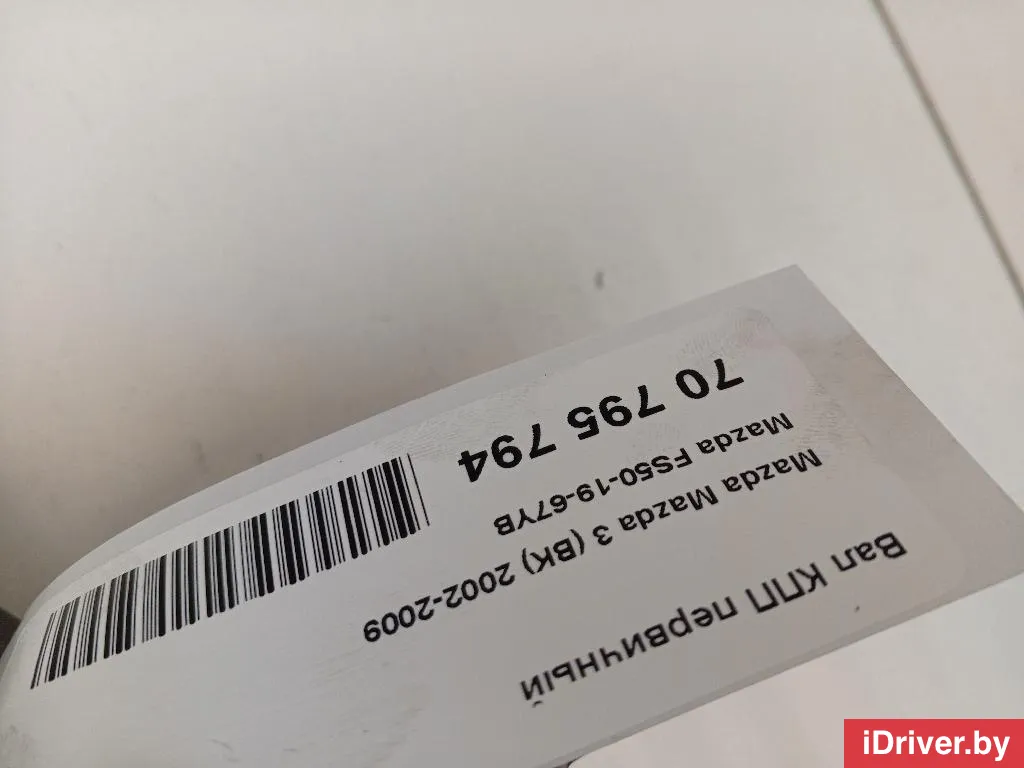 Вал КПП первичный
Mazda Mazda 3 (BK) 2002-2009
Mazda FS50-19-67YB
70 795 794
iDriver.by